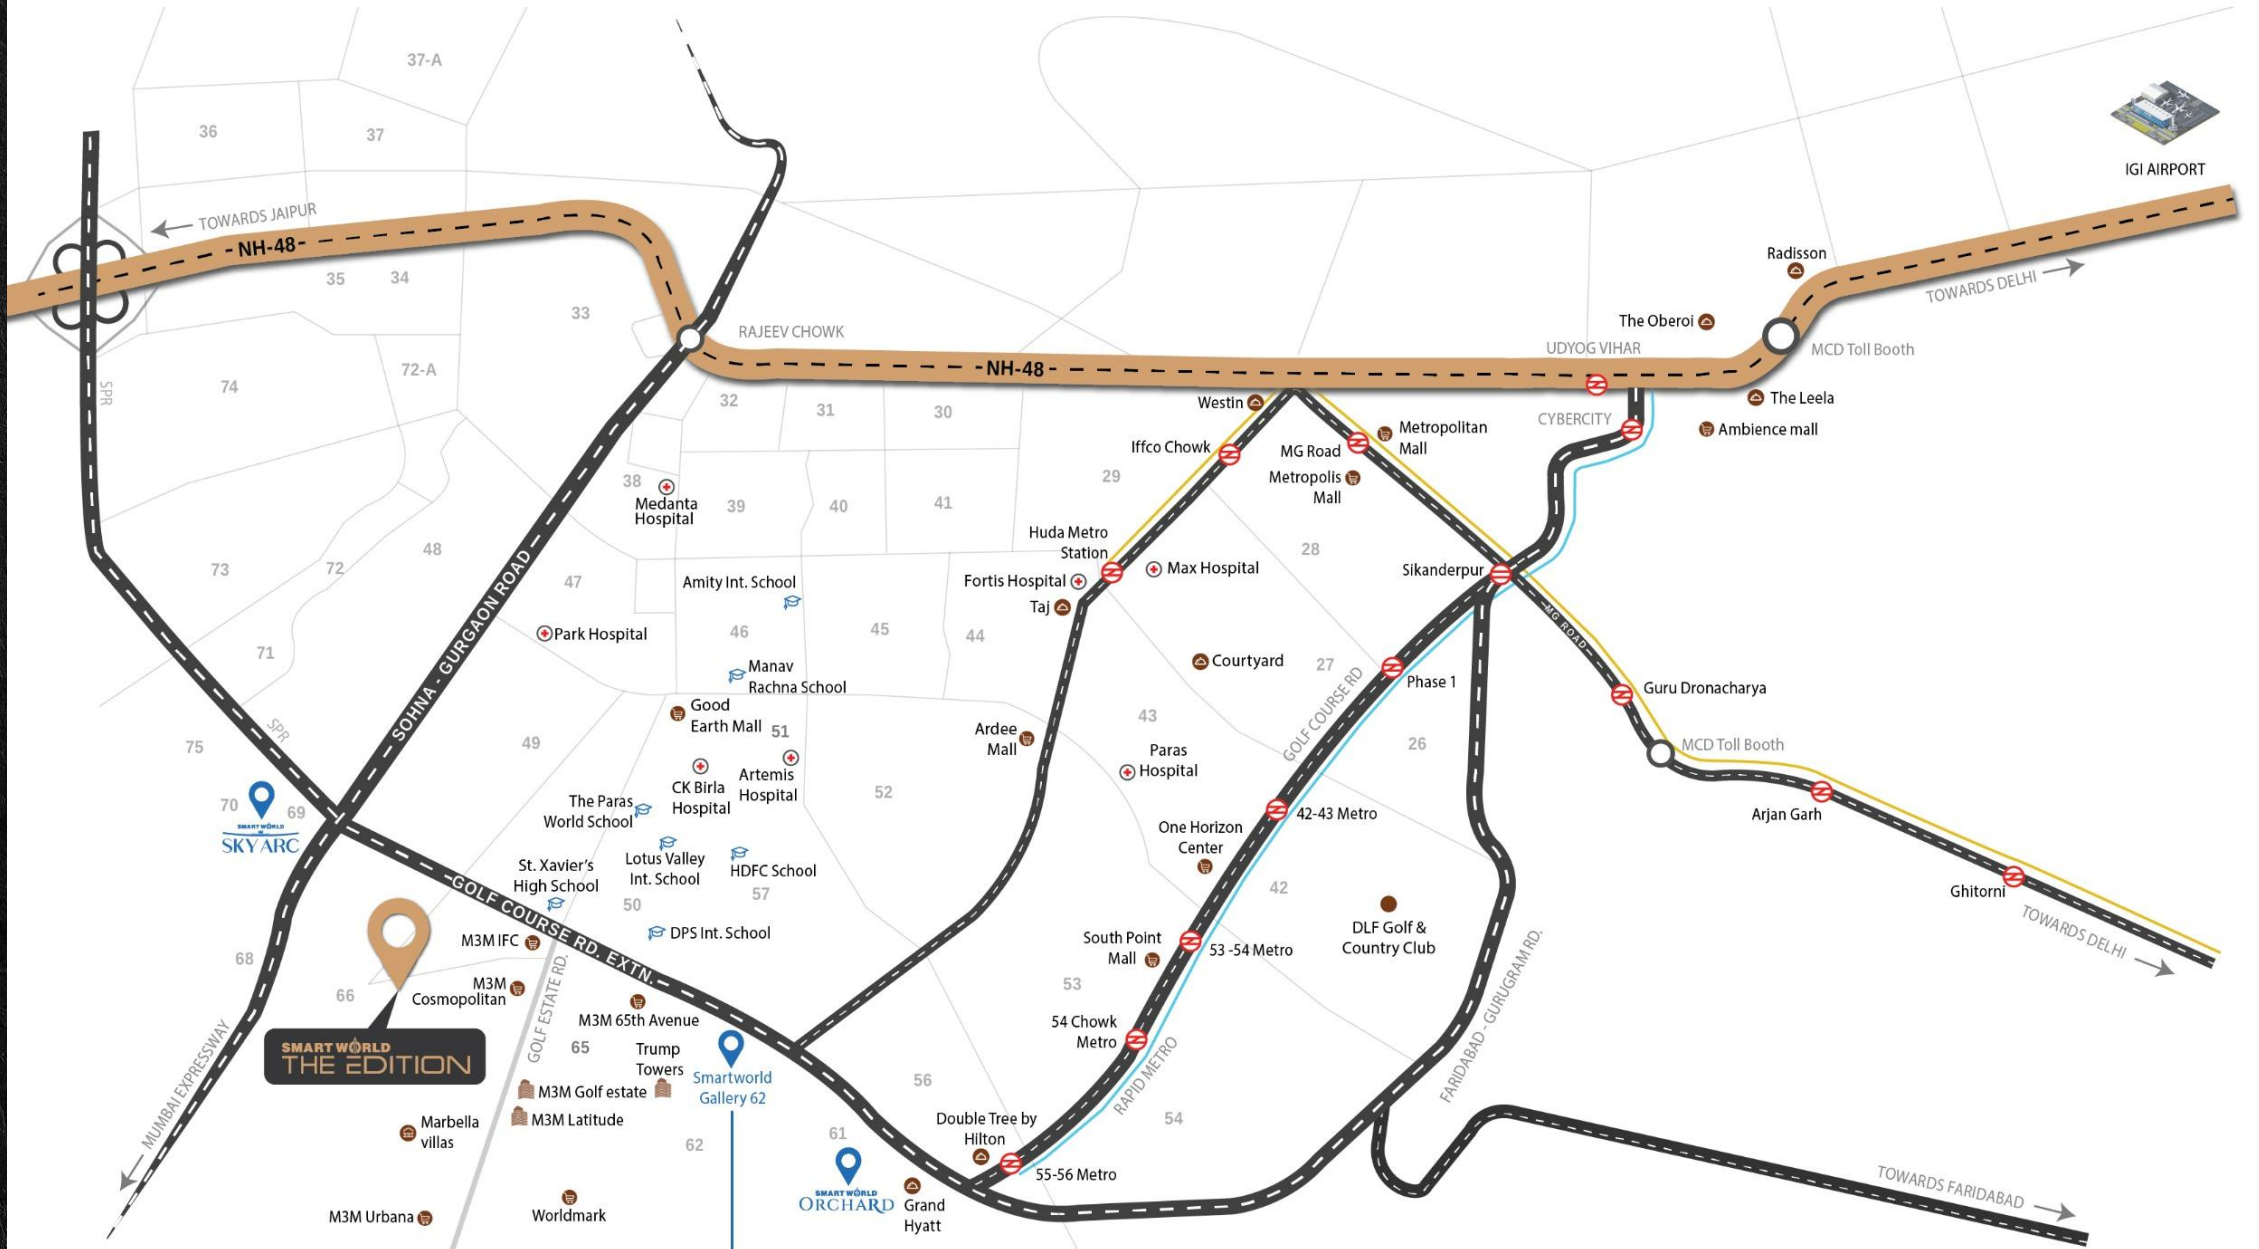 37-A
36
37
IGI AIRPORT
TOWARDS JAIPUR
NH-48
35
34
33
Radisson
TOWARDS DELHI
The Oberoi
RAJEEV CHOWK
UDYOG VIHAR
MCD Toll Booth
NH-48
SPR
74
72-A
32
31
30
Westin
CYBERCITY
The Leela
Ambience mall
Iffco Chowk
MG Road
Metropolitan
Mall
Metropolis
Mall
29
38
Medanta
Hospital
39
40
41
Huda Metro
Station
28
48
73
72
47
Amity Int. School
Fortis Hospital
Max Hospital
Sikanderpur
Taj
MG ROAD
SOHNA - GURGAON ROAD
Park Hospital
46
45
44
71
Manav
Rachna School
Courtyard
27
GOLF COURSE RD
Phase 1
Guru Dronacharya
SPR
75
49
Good
Earth Mall
51
Ardee
Mall
43
26
MCD Toll Booth
Paras
Hospital
CK Birla
Hospital
Artemis
Hospital
52
70
69
SMART WORLD
SKY ARC
The Paras
World School
42-43 Metro
Arjan Garh
One Horizon
Center
St. Xavier's
High School
Lotus Valley
Int. School
HDFC School
57
50
42
GOLF COURSE RD. EXTN.
Ghitorni
TOWARDS DELHI
DPS Int. School
M3M IFC
DLF Golf &
Country Club
South Point
Mall
53 -54 Metro
68
66
M3M
Cosmopolitan
GOLF ESTATE RD.
53
M3M 65th Avenue
54 Chowk
Metro
FARIDABAD - GURUGRAM RD.
SMART WORLD
THE EDITION
65
Trump
Towers
Smartworld
Gallery 62
56
RAPID METRO
MUMBAI EXPRESSWAY
M3M Golf estate
M3M Latitude
Marbella
villas
62
61
Double Tree by
Hilton
54
55-56 Metro
SMART WORLD
ORCHARD
Grand
Hyatt
TOWARDS FARIDABAD
M3M Urbana
Worldmark